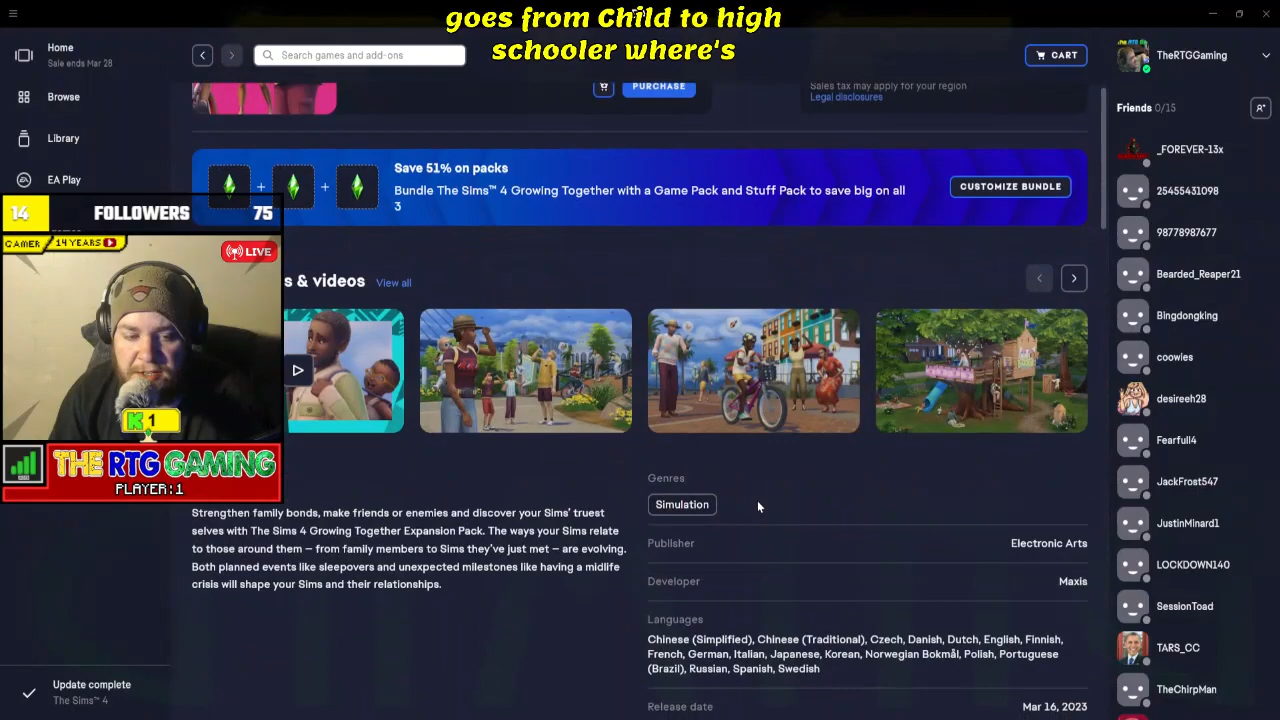 goes from Child to high
schooler where's
Home
Sale ends Mar 28
Search games and add-ons
CART
TheRTGGaming
Browse
PURCHASE
Sales tax may apply for your region
Legal disclosures
Friends 0/15
Library
_FOREVER-13x
EA Play
Save 51% on packs
Bundle The Sims™ 4 Growing Together with a Game Pack and Stuff Pack to save big on all
3
CUSTOMIZE BUNDLE
25455431098
14
FOLLOWERS
75
98778987677
GAMER
14 YEARS
LIVE
Bearded_Reaper21
s & videos
View all
Bingdongking
coowies
desireeh28
K 1
Fearfull4
THE RTG GAMING
PLAYER:1
Genres
Simulation
JackFrost547
Strengthen family bonds, make friends or enemies and discover your Sims' truest
selves with The Sims 4 Growing Together Expansion Pack. The ways your Sims relate
to those around them — from family members to Sims they've just met — are evolving.
Both planned events like sleepovers and unexpected milestones like having a midlife
crisis will shape your Sims and their relationships.
Publisher
Electronic Arts
JustinMinard1
Developer
Maxis
LOCKDOWN140
Languages
Chinese (Simplified), Chinese (Traditional), Czech, Danish, Dutch, English, Finnish,
French, German, Italian, Japanese, Korean, Norwegian Bokmål, Polish, Portuguese
(Brazil), Russian, Spanish, Swedish
SessionToad
TARS_CC
Update complete
The Sims™ 4
TheChirpMan
Release date
Mar 16, 2023